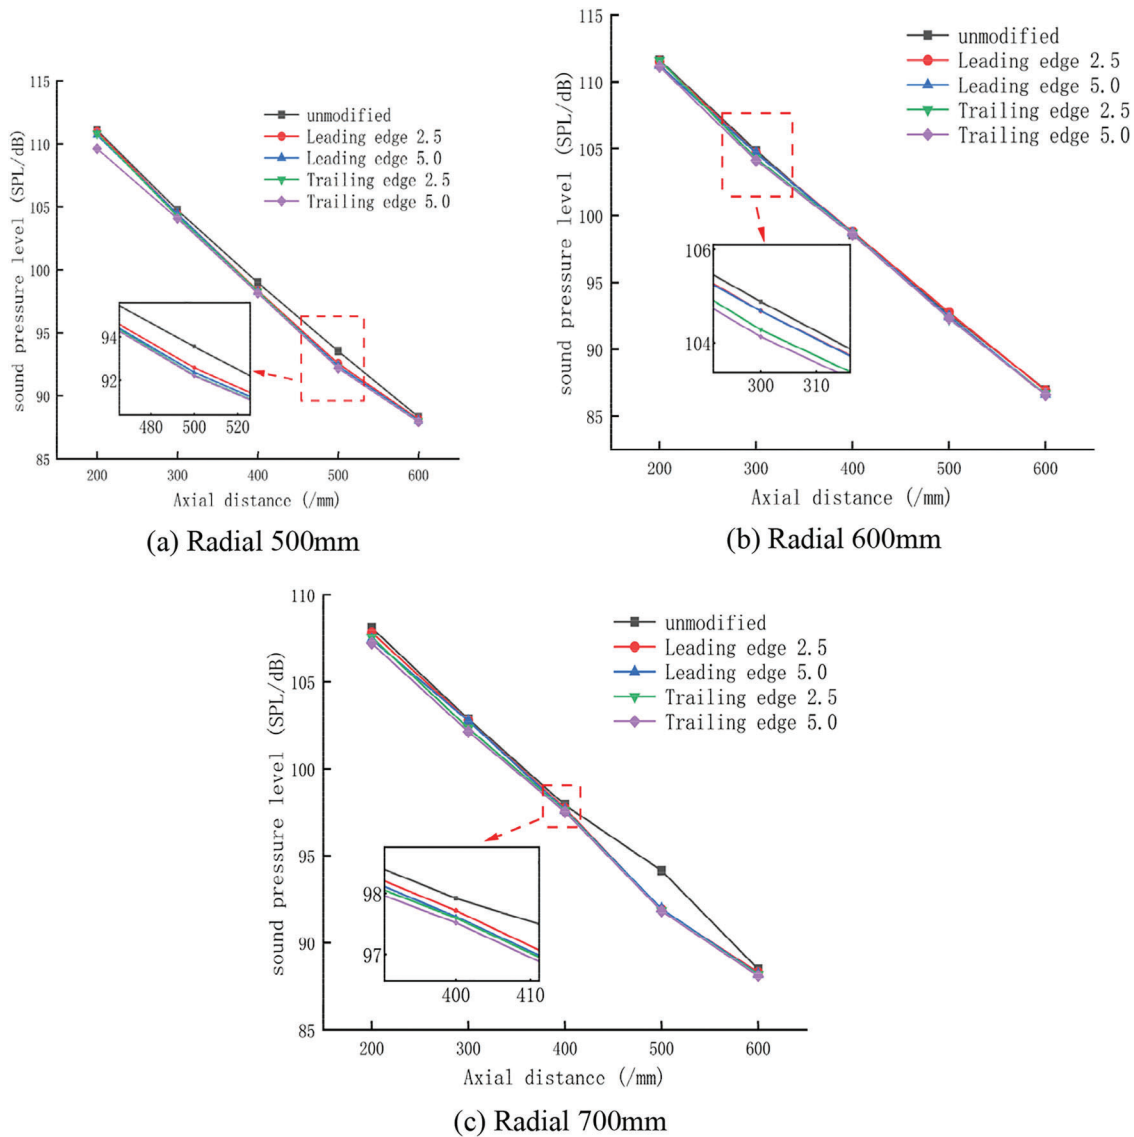 115
110
105
100
95
90
85
sound pressure level (SPL/dB)
unmodified
Leading edge 2.5
Leading edge 5.0
Trailing edge 2.5
Trailing edge 5.0
94
92
480 500 520
200 300 400 500 600
Axial distance (/mm)
(a) Radial 500mm
115
110
105
100
95
90
85
sound pressure level (SPL/dB)
unmodified
Leading edge 2.5
Leading edge 5.0
Trailing edge 2.5
Trailing edge 5.0
106
104
300 310
200 300 400 500 600
Axial distance (/mm)
(b) Radial 600mm
110
105
100
95
90
85
sound pressure level (SPL/dB)
unmodified
Leading edge 2.5
Leading edge 5.0
Trailing edge 2.5
Trailing edge 5.0
98
97
400 410
200 300 400 500 600
Axial distance (/mm)
(c) Radial 700mm